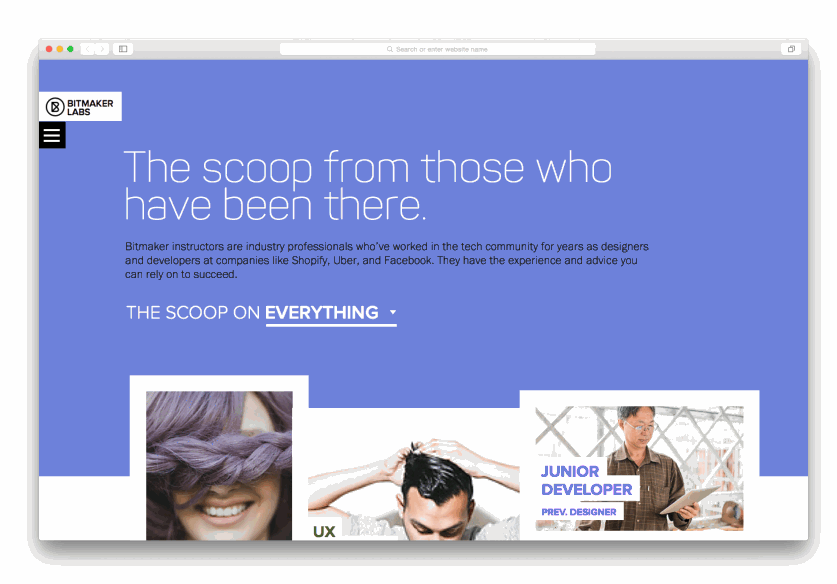 Search or enter website name
BITMAKER
LABS
The scoop from those who
have been there.
Bitmaker instructors are industry professionals who've worked in the tech community for years as designers
and developers at companies like Shopify, Uber, and Facebook. They have the experience and advice you
can rely on to succeed.
THE SCOOP ON EVERYTHING
JUNIOR
DEVELOPER
PREV. DESIGNER
UX